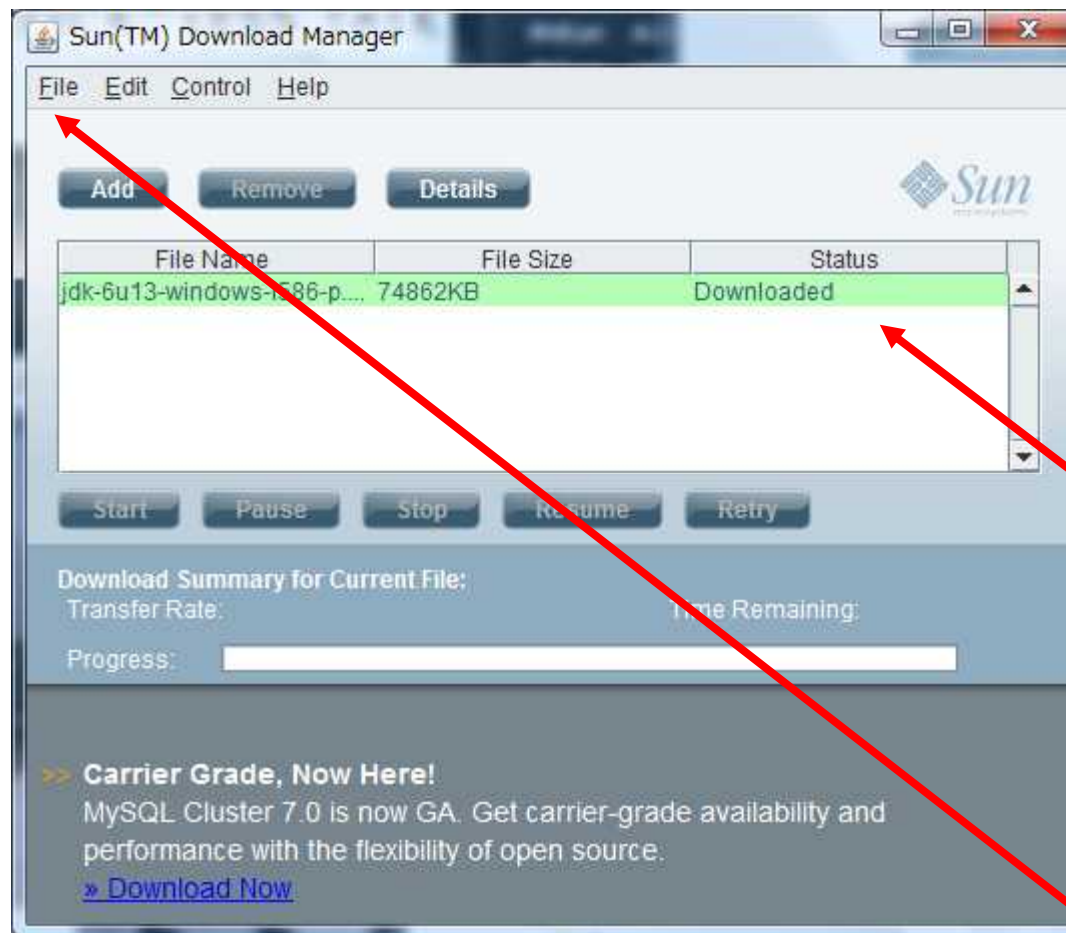 Sun(TM) Download Manager
File Edit Control Help
Add Remove Details
Sun
File Name File Size Status
jdk-6u13-windows-i586-p.... 74862KB Downloaded
Start Pause Stop Resume Retry
Download Summary for Current File:
Transfer Rate: Time Remaining:
Progress:
>> Carrier Grade, Now Here!
MySQL Cluster 7.0 is now GA. Get carrier-grade availability and
performance with the flexibility of open source.
» Download Now